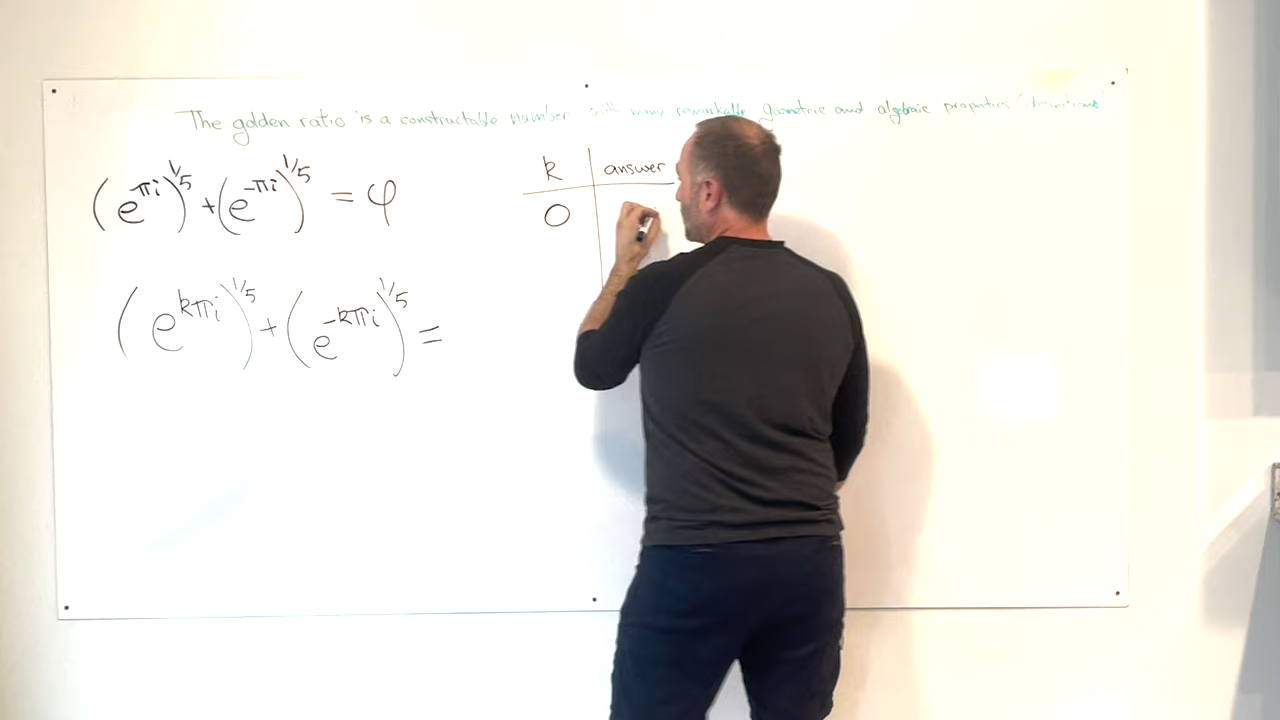 The golden ratio is a constructable number with many remarkable geometric and algebraic properties
(e^{πi})^{1/5} + (e^{-πi})^{1/5} = φ
(e^{kπi})^{1/5} + (e^{-kπi})^{1/5} =
k answer
0